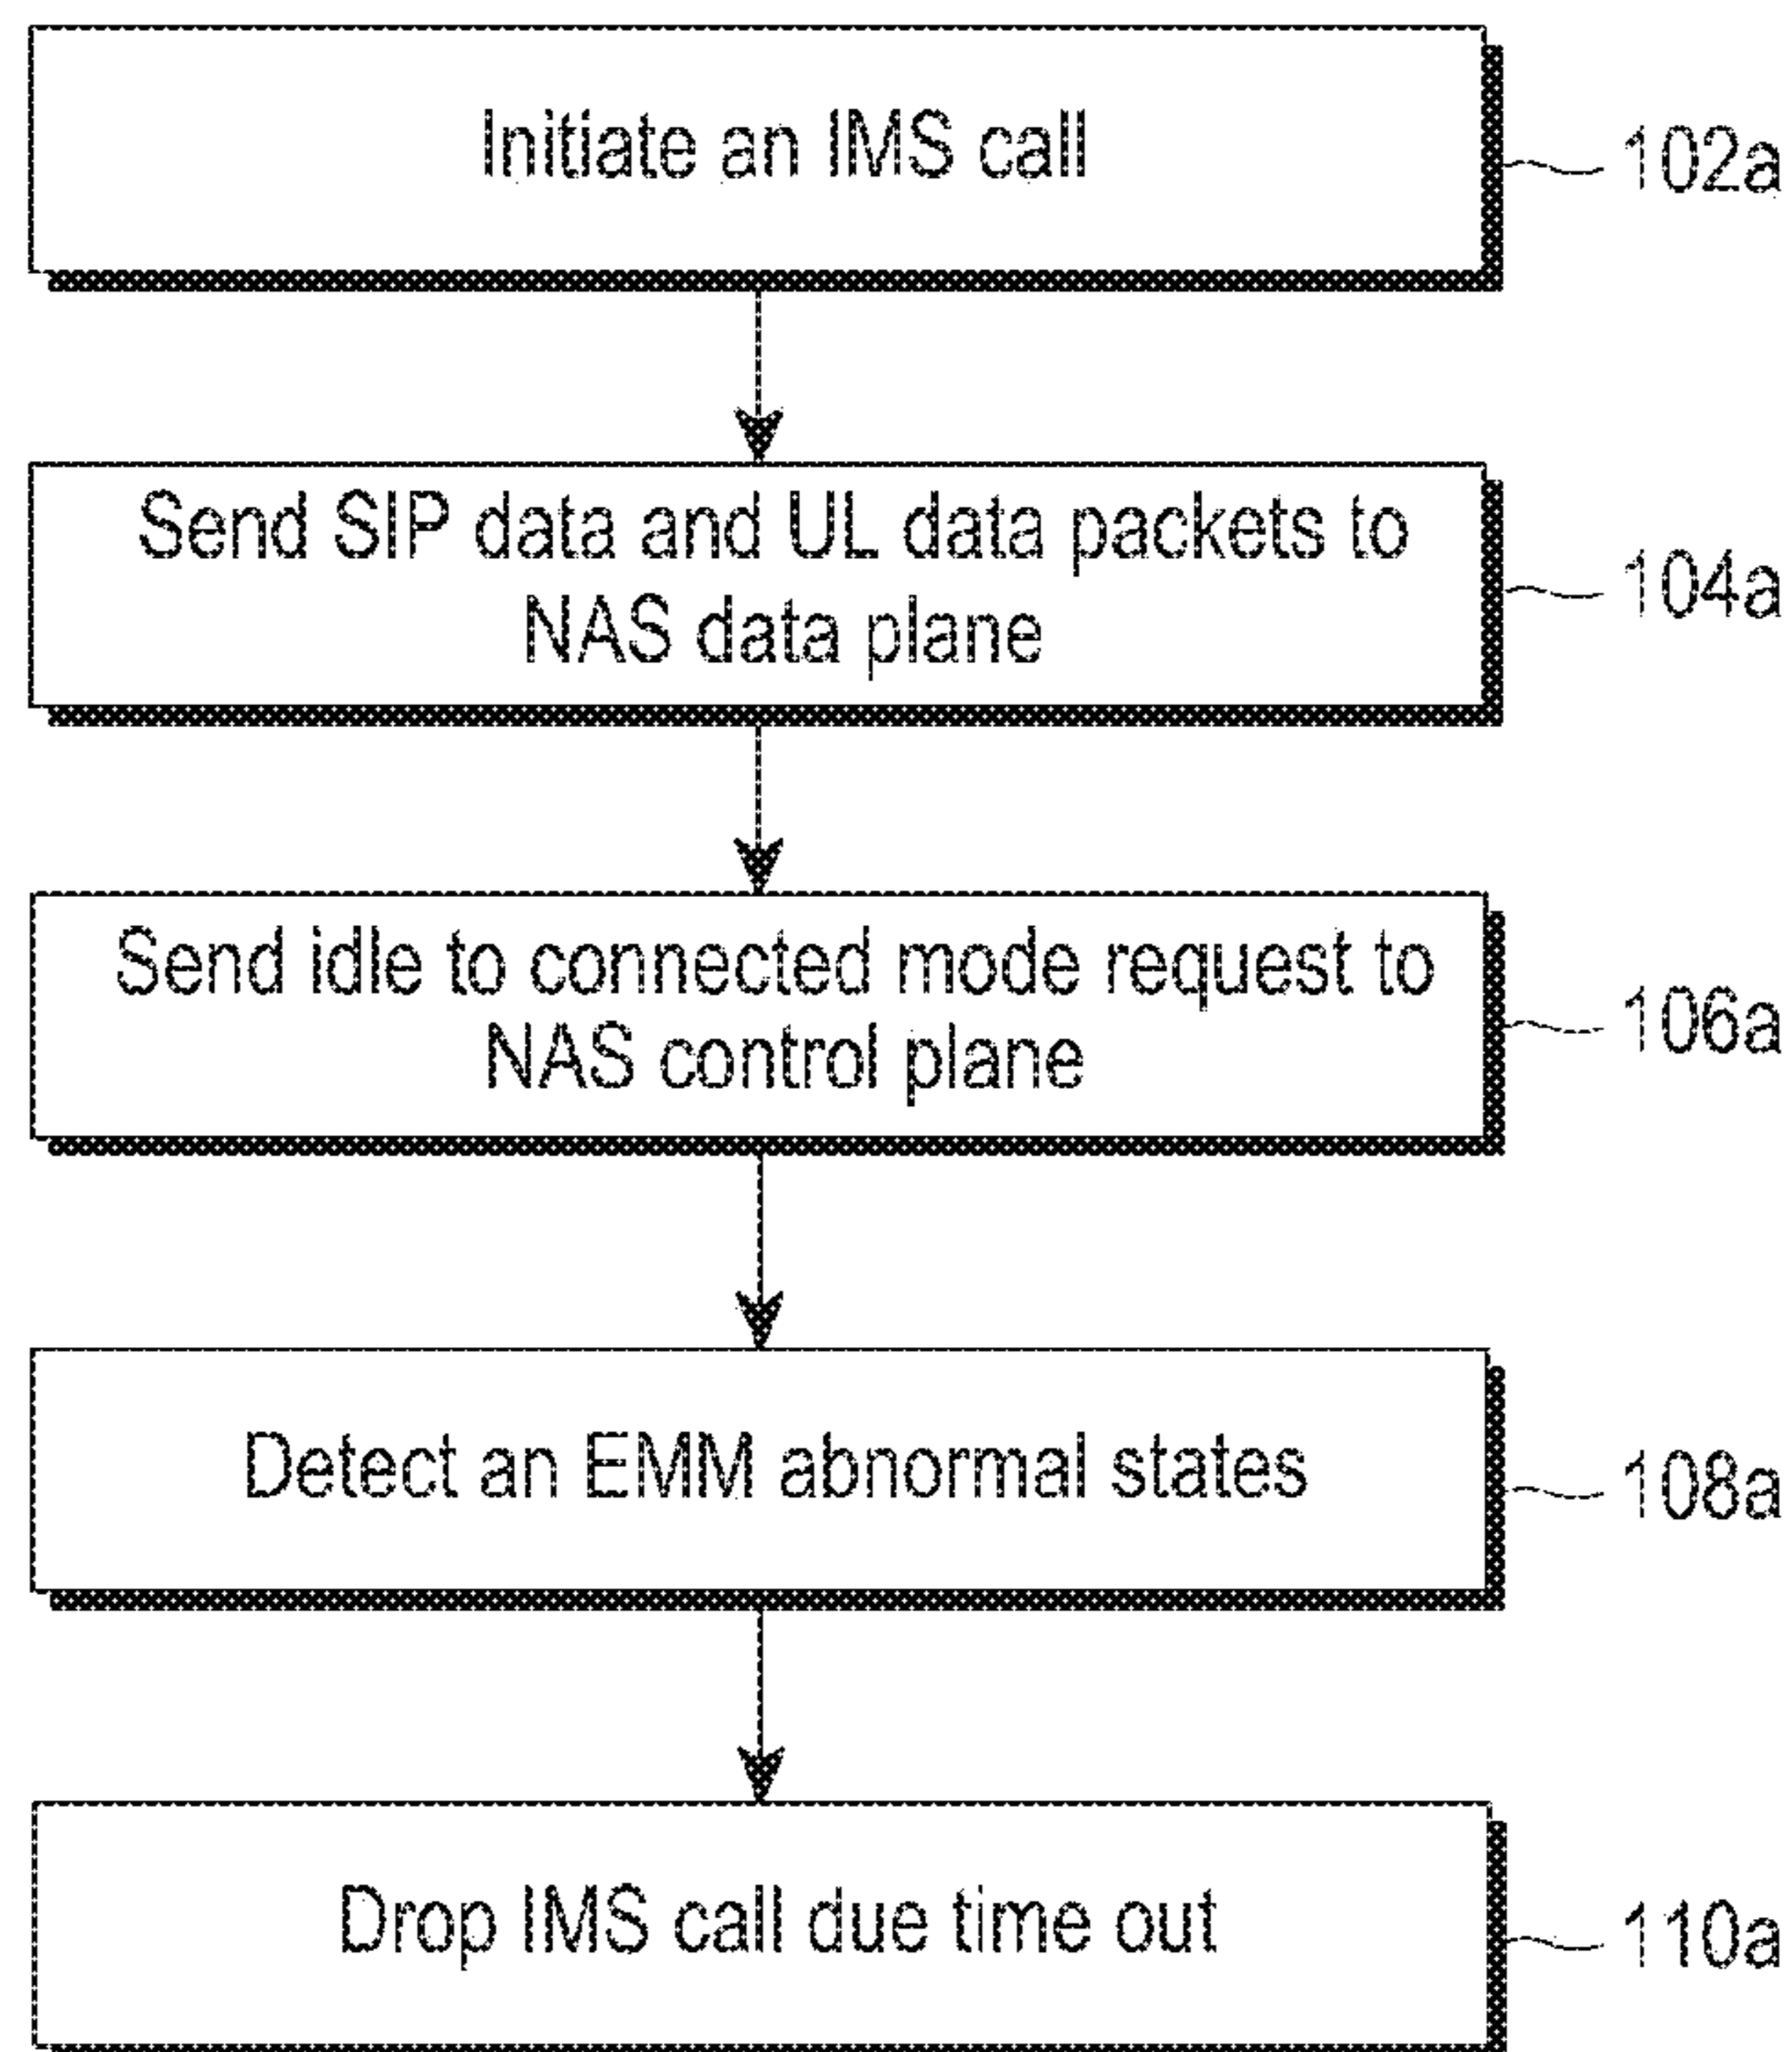 Initiate an IMS call
102a
Send SIP data and UL data packets to
NAS data plane
104a
Send idle to connected mode request to
NAS control plane
106a
Detect an EMM abnormal states
108a
Drop IMS call due time out
110a